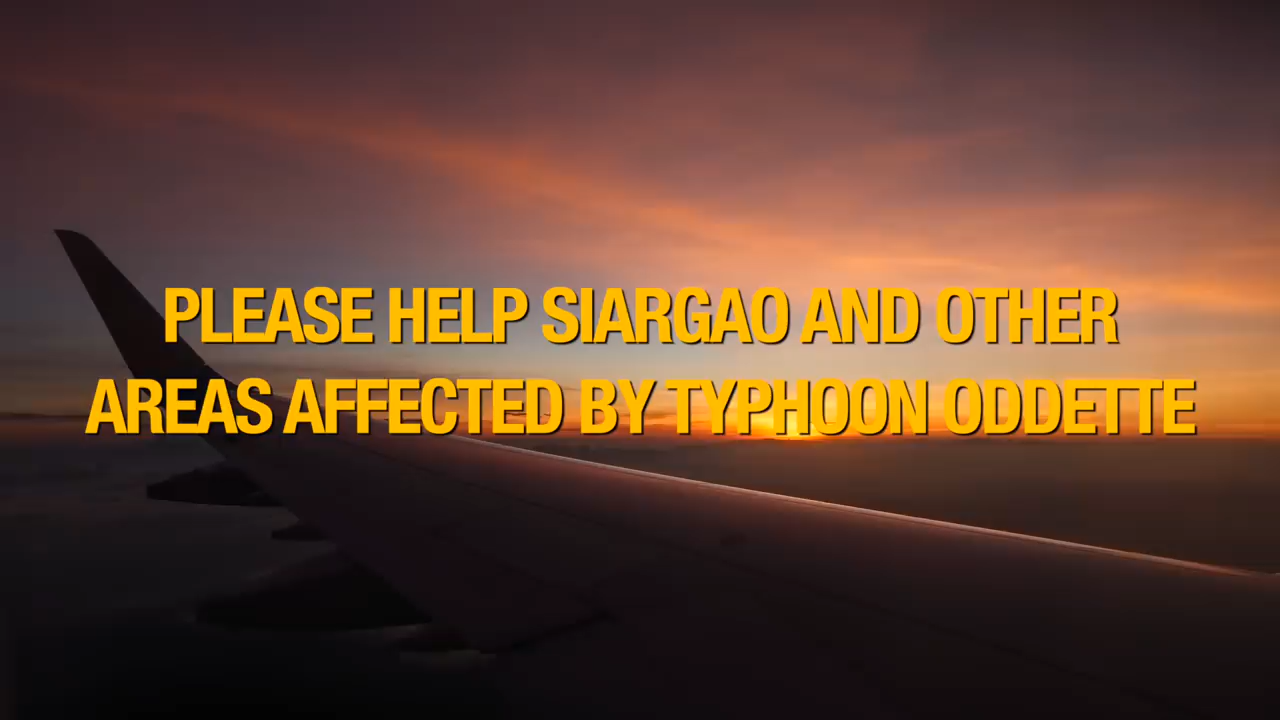 PLEASE HELP SIARGAO AND OTHER
AREAS AFFECTED BY TYPHOON ODDETTE